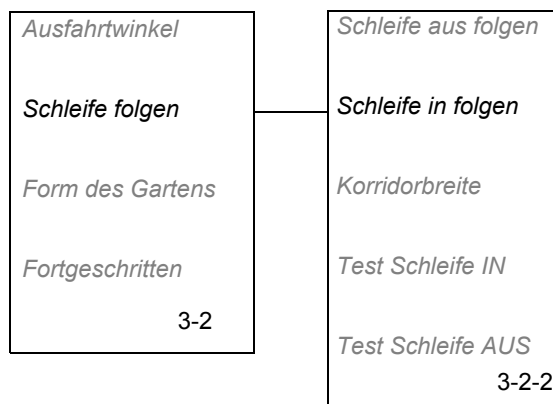 Ausfahrtwinkel
Schleife folgen
Form des Gartens
Fortgeschritten
3-2
Schleife aus folgen
Schleife in folgen
Korridorbreite
Test Schleife IN
Test Schleife AUS
3-2-2